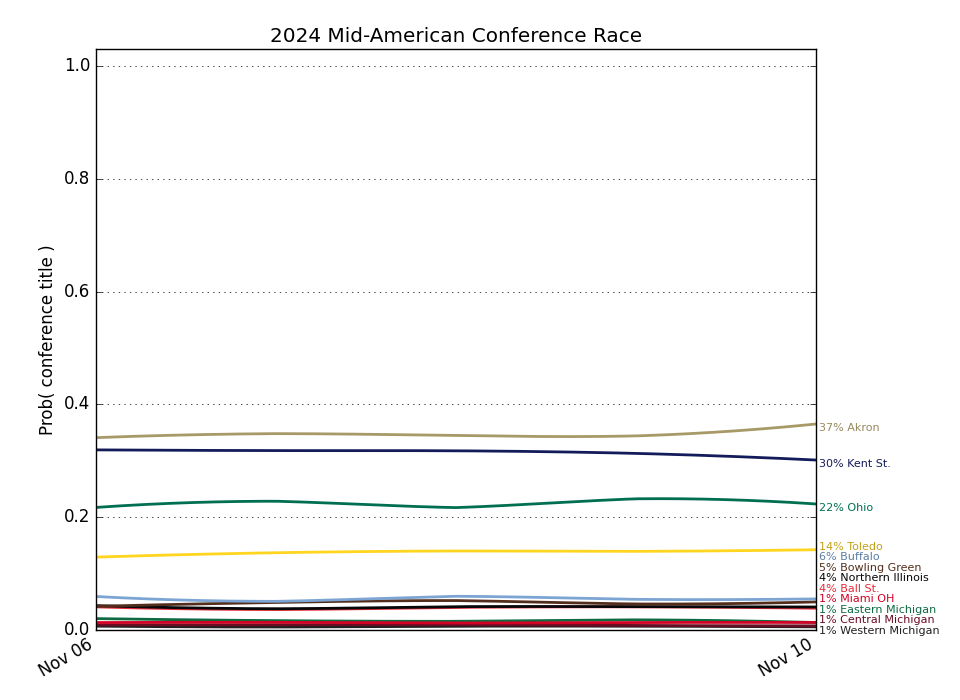 2024 Mid-American Conference Race
Prob( conference title )
1.0
0.8
0.6
0.4
0.2
0.0
Nov 06
Nov 10
37% Akron
30% Kent St.
22% Ohio
14% Toledo
6% Buffalo
5% Bowling Green
4% Northern Illinois
4% Ball St.
1% Miami OH
1% Eastern Michigan
1% Central Michigan
1% Western Michigan